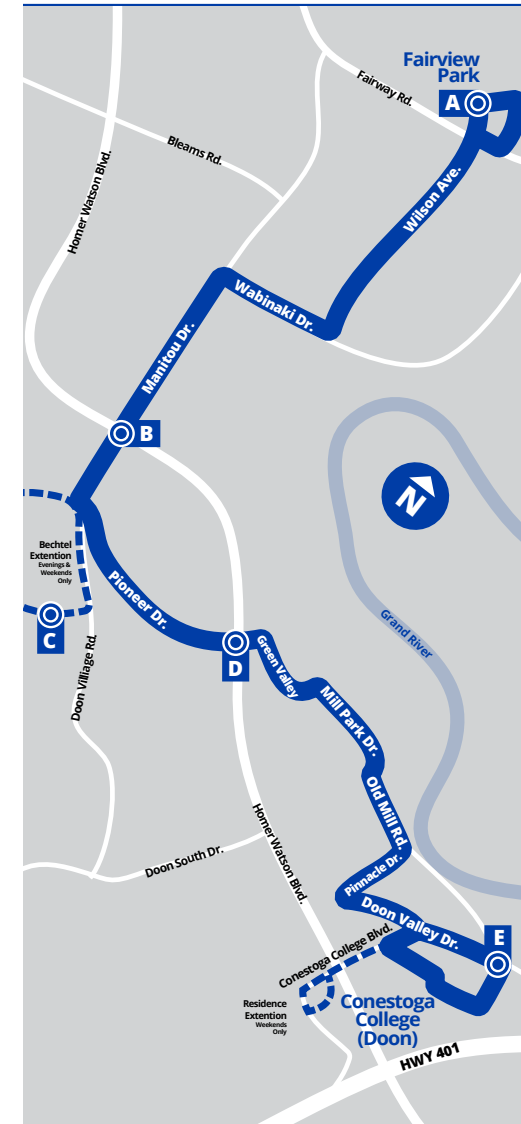 Fairview
Park
A
Fairway Rd.
Bleams Rd.
Homer Watson Blvd.
Wilson Ave.
Wabinaki Dr.
Manitou Dr.
B
N
Bechtel
Extention
Evenings &
Weekends
Only
Pioneer Dr.
C
D
Green Valley
Grand River
Doon Villiage Rd.
Mill Park Dr.
Old Mill Rd.
Homer Watson Blvd.
Doon South Dr.
Pinnacle Dr.
Doon Valley Dr.
E
Conestoga College Blvd.
Residence
Extention
Weekends
Only
Conestoga
College
(Doon)
HWY 401